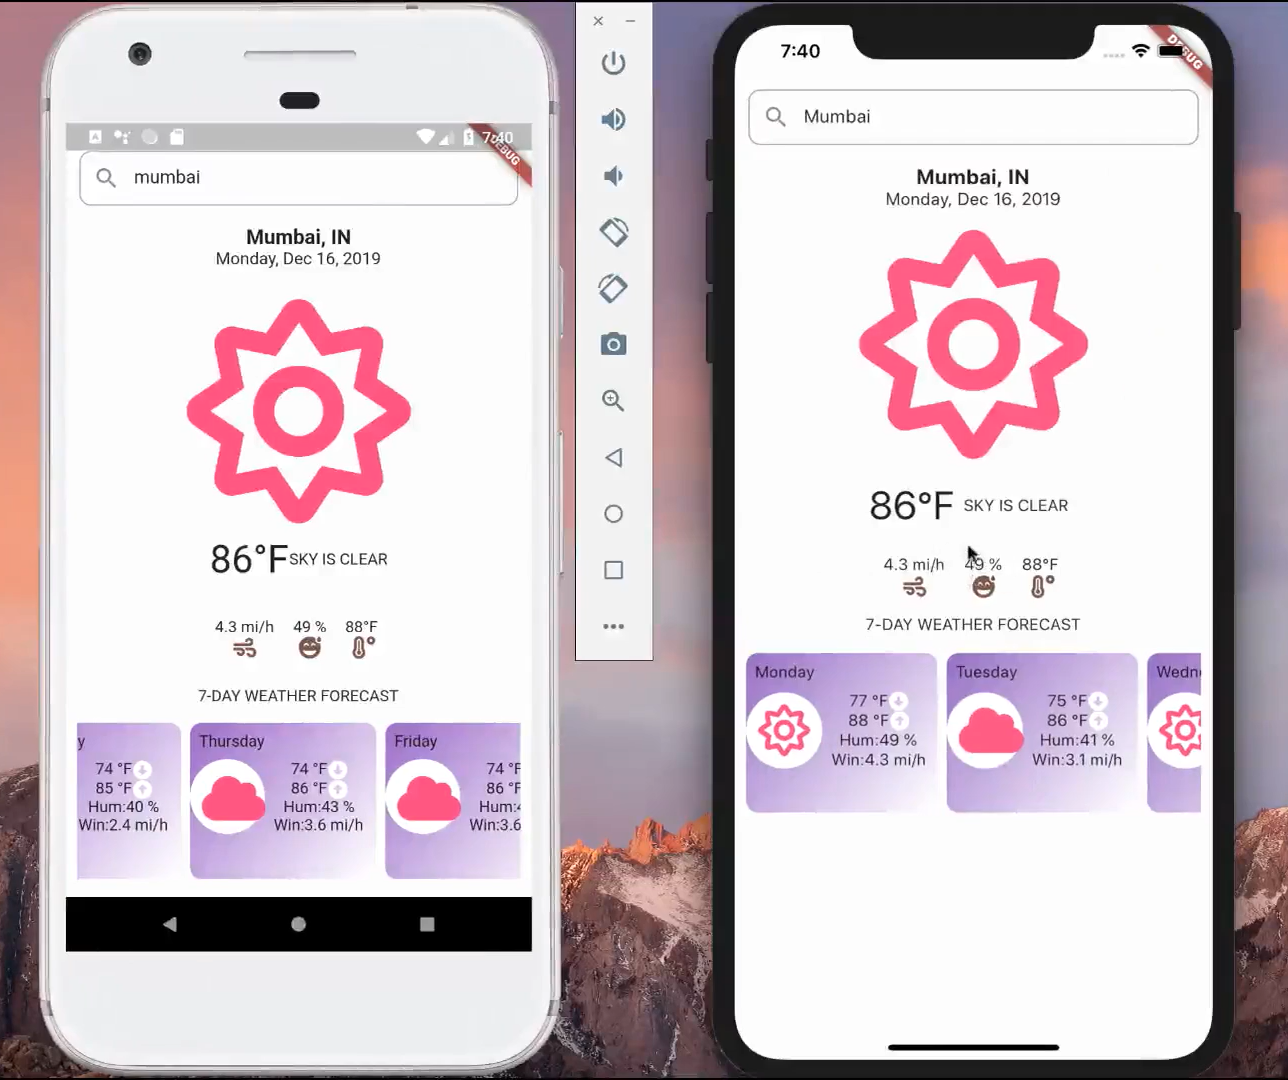 7:40
DEBUG
mumbai
Mumbai, IN
Monday, Dec 16, 2019
86°F SKY IS CLEAR
4.3 mi/h 49 % 88°F
7-DAY WEATHER FORECAST
y
74 °F
85 °F
Hum:40 %
Win:2.4 mi/h
Thursday
74 °F
86 °F
Hum:43 %
Win:3.6 mi/h
Friday
74 °F
86 °F
Hum:4
Win:3.6
7:40
DEBUG
Mumbai
Mumbai, IN
Monday, Dec 16, 2019
86°F SKY IS CLEAR
4.3 mi/h 49 % 88°F
7-DAY WEATHER FORECAST
Monday
77 °F
88 °F
Hum:49 %
Win:4.3 mi/h
Tuesday
75 °F
86 °F
Hum:41 %
Win:3.1 mi/h
Wedn